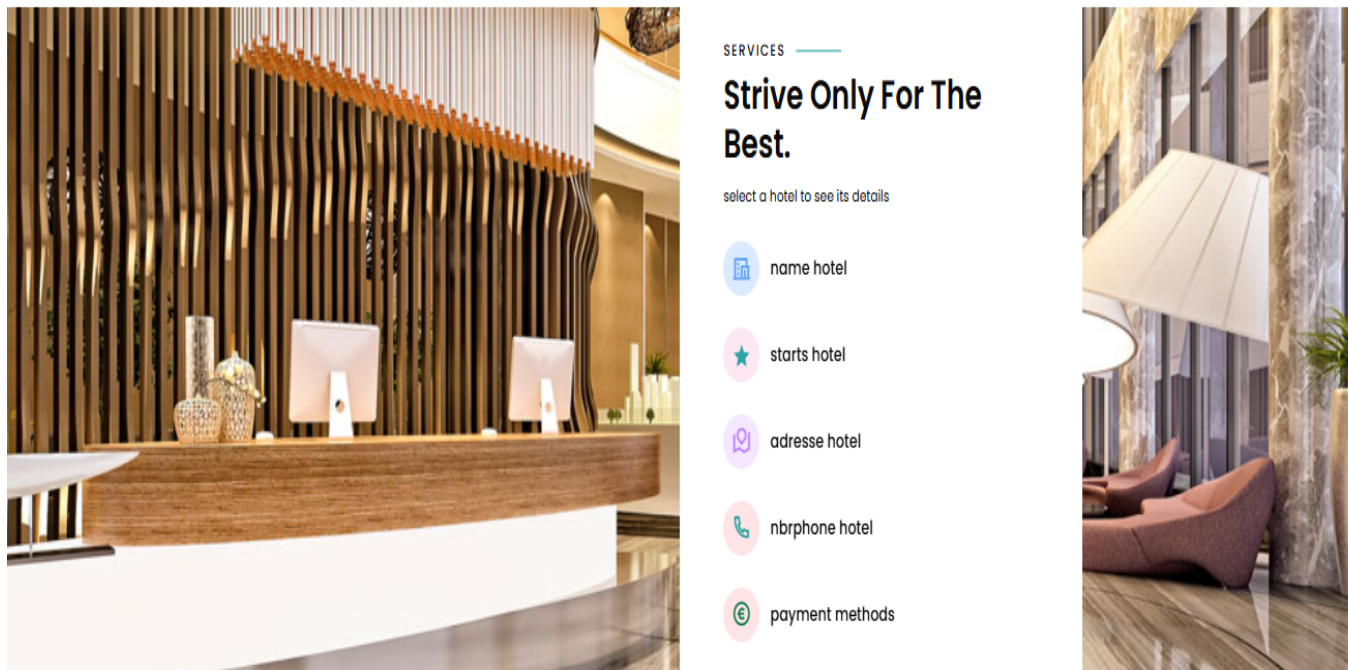 SERVICES
Strive Only For The
Best.
select a hotel to see its details
name hotel
starts hotel
adresse hotel
nbrphone hotel
payment methods